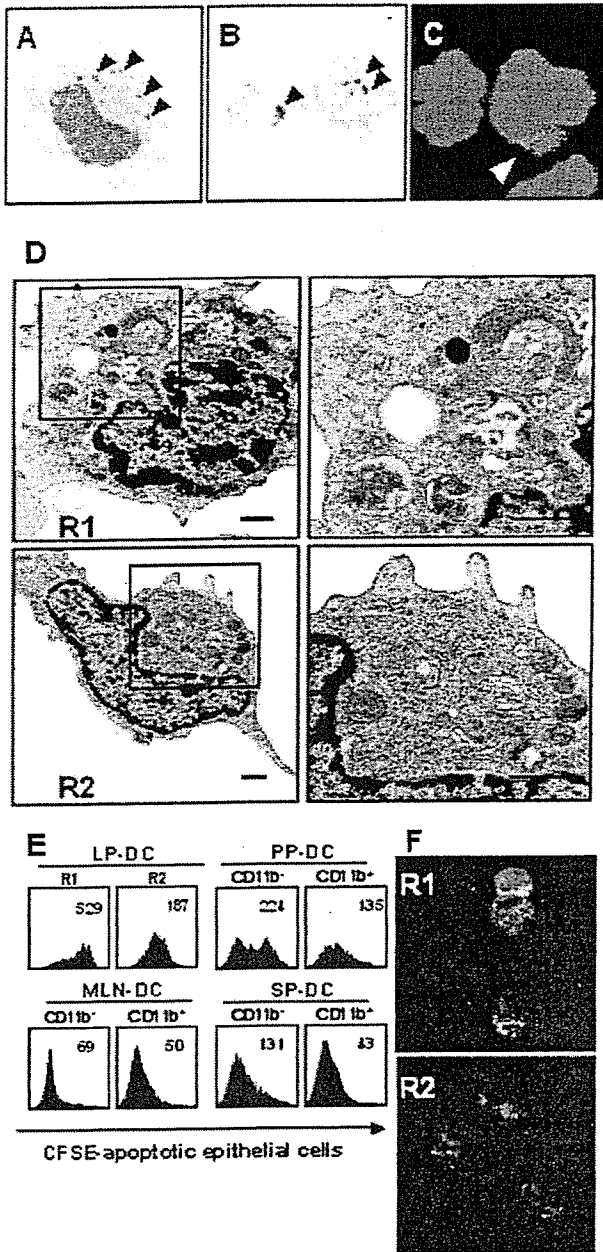 A B C
D
R1
R2
E
LP-DC PP-DC
R1 R2 CD11b- CD11b+
529 187 224 135
MLN-DC SP-DC
CD11b- CD11b+ CD11b- CD11b+
69 50 131 43
CFSE-apoptotic epithelial cells
F
R1
R2